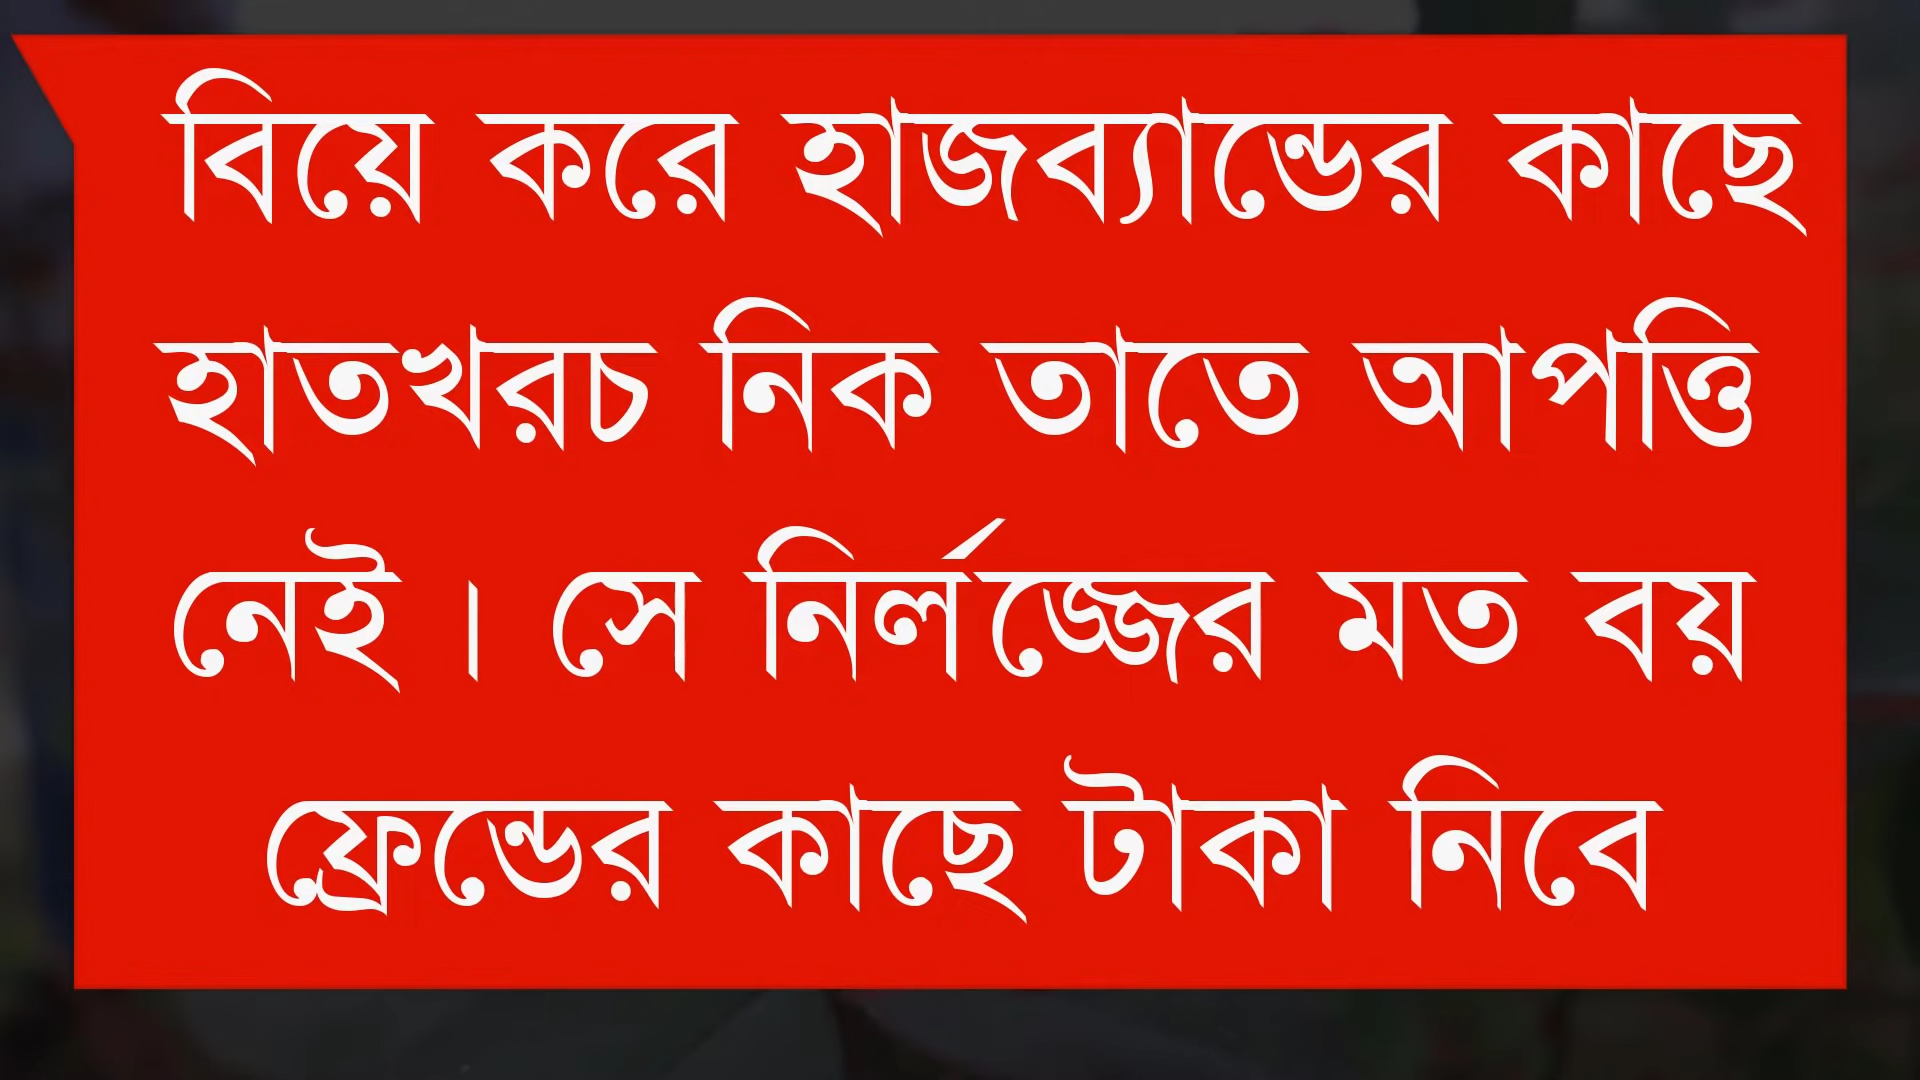 বিয়ে করে হাজব্যান্ডের কাছে
হাতখরচ নিক তাতে আপত্তি
নেই । সে নির্লজ্জের মত বয়
ফ্রেন্ডের কাছে টাকা নিবে